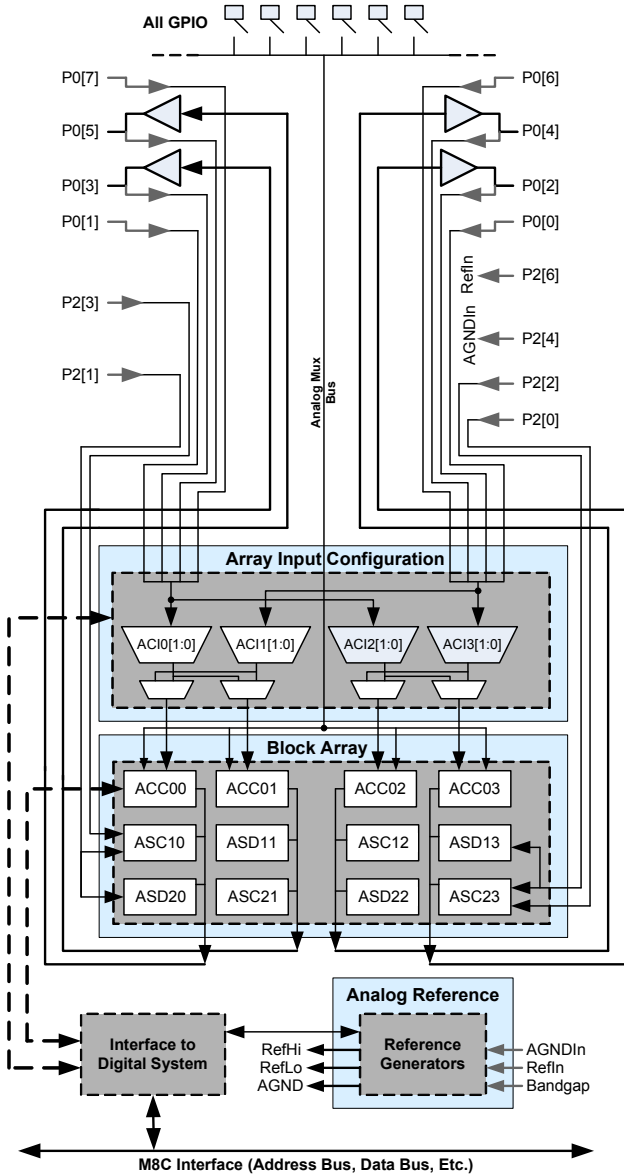 All GPIO
P0[7]
P0[6]
P0[5]
P0[4]
P0[3]
P0[2]
P0[1]
P0[0]
RefIn
P2[6]
P2[3]
AGNDIn
P2[4]
P2[1]
P2[2]
P2[0]
Analog Mux
Bus
Array Input Configuration
ACI0[1:0] ACI1[1:0] ACI2[1:0] ACI3[1:0]
Block Array
ACC00 ACC01 ACC02 ACC03
ASC10 ASD11 ASC12 ASD13
ASD20 ASC21 ASD22 ASC23
Analog Reference
Interface to
Digital System
RefHi
RefLo
AGND
Reference
Generators
AGNDIn
RefIn
Bandgap
M8C Interface (Address Bus, Data Bus, Etc.)